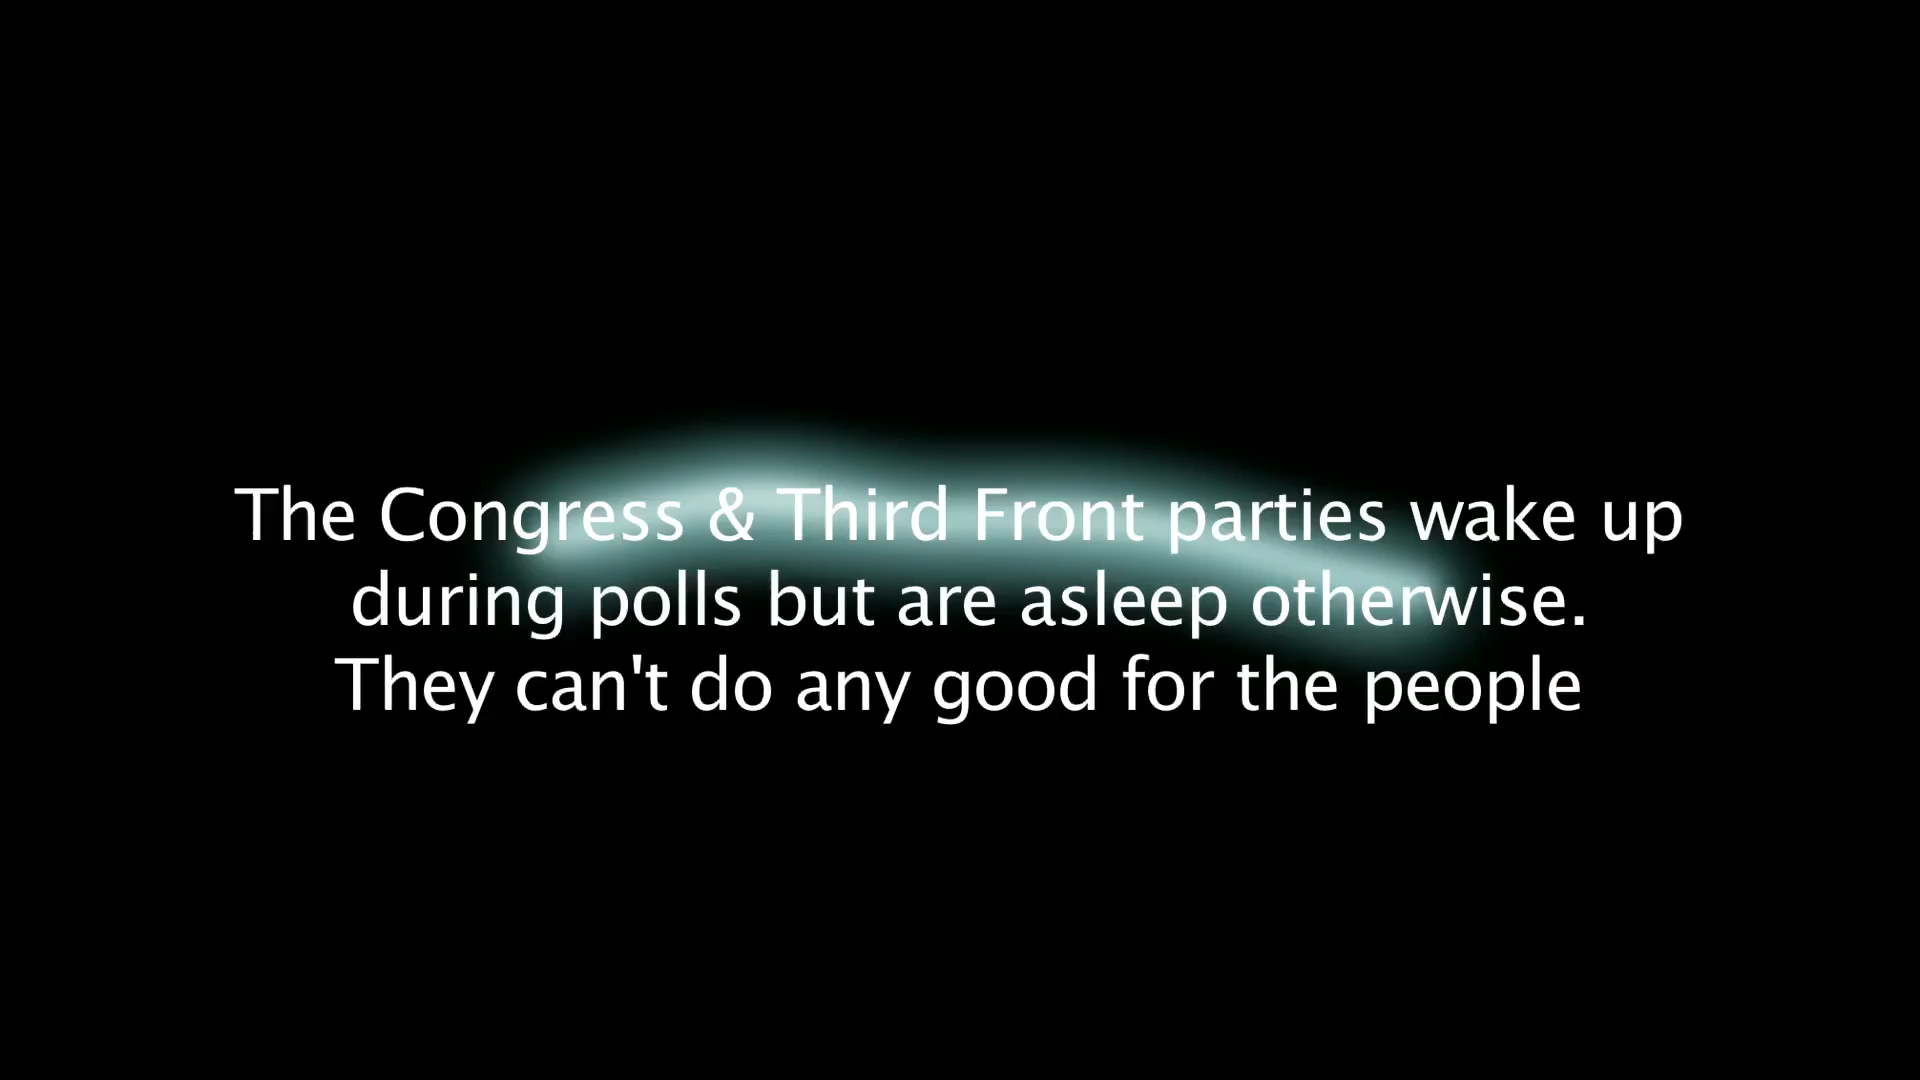 The Congress & Third Front parties wake up
during polls but are asleep otherwise.
They can't do any good for the people